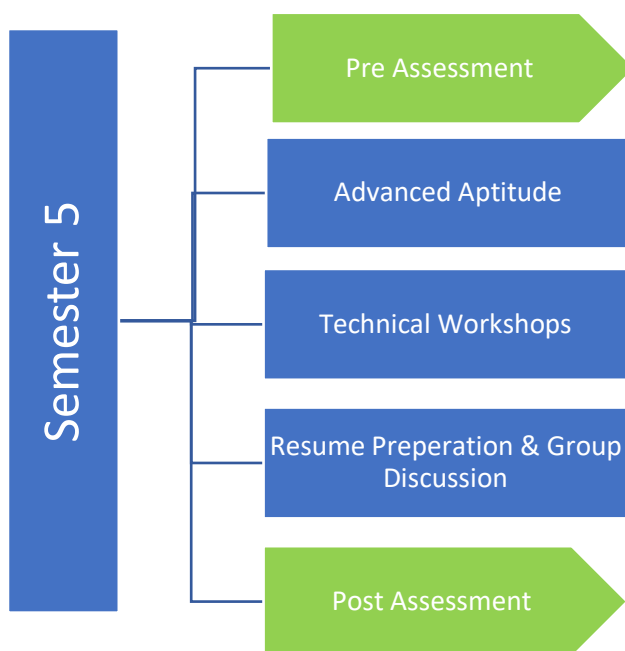 Semester 5
Pre Assessment
Advanced Aptitude
Technical Workshops
Resume Preperation & Group
Discussion
Post Assessment